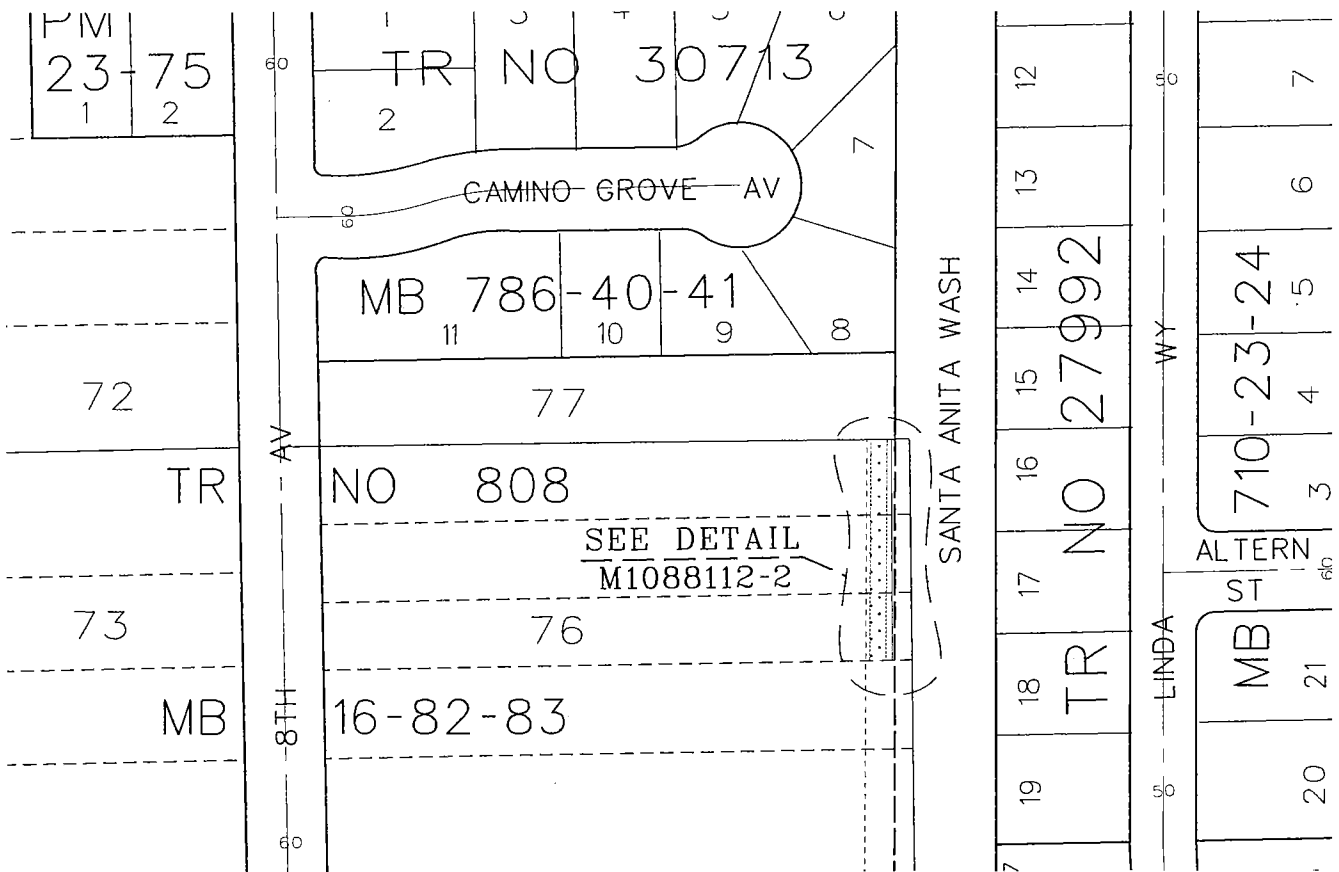 PM
23-75
1 2
60
TR NO 30713
2
7
CAMINO GROVE AV
60
MB 786-40-41
11 10 9 8
72
77
AV
TR NO 808
SEE DETAIL
M1088112-2
73
76
MB 16-82-83
8TH
60
SANTA ANITA WASH
12
13
14
15
16
17
18
19
TR NO 27992
WY
LINDA
50
7
6
5
4
3
MB 710-23-24
ALTERN
ST
60
21
20